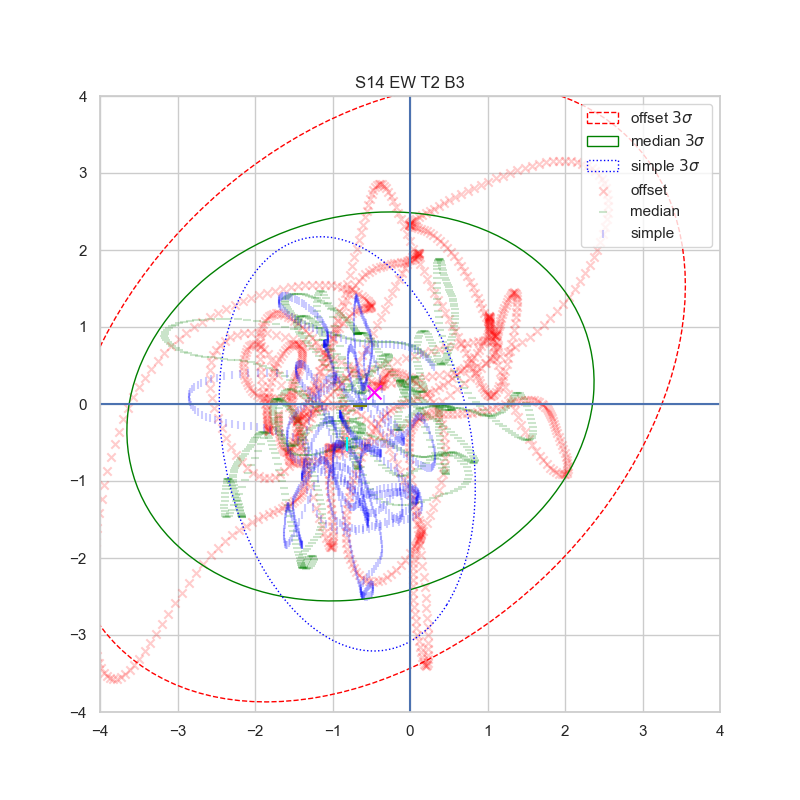 S14 EW T2 B3
offset 3σ
median 3σ
simple 3σ
offset
median
simple
4
3
2
1
0
−1
−2
−3
−4
−4 −3 −2 −1 0 1 2 3 4